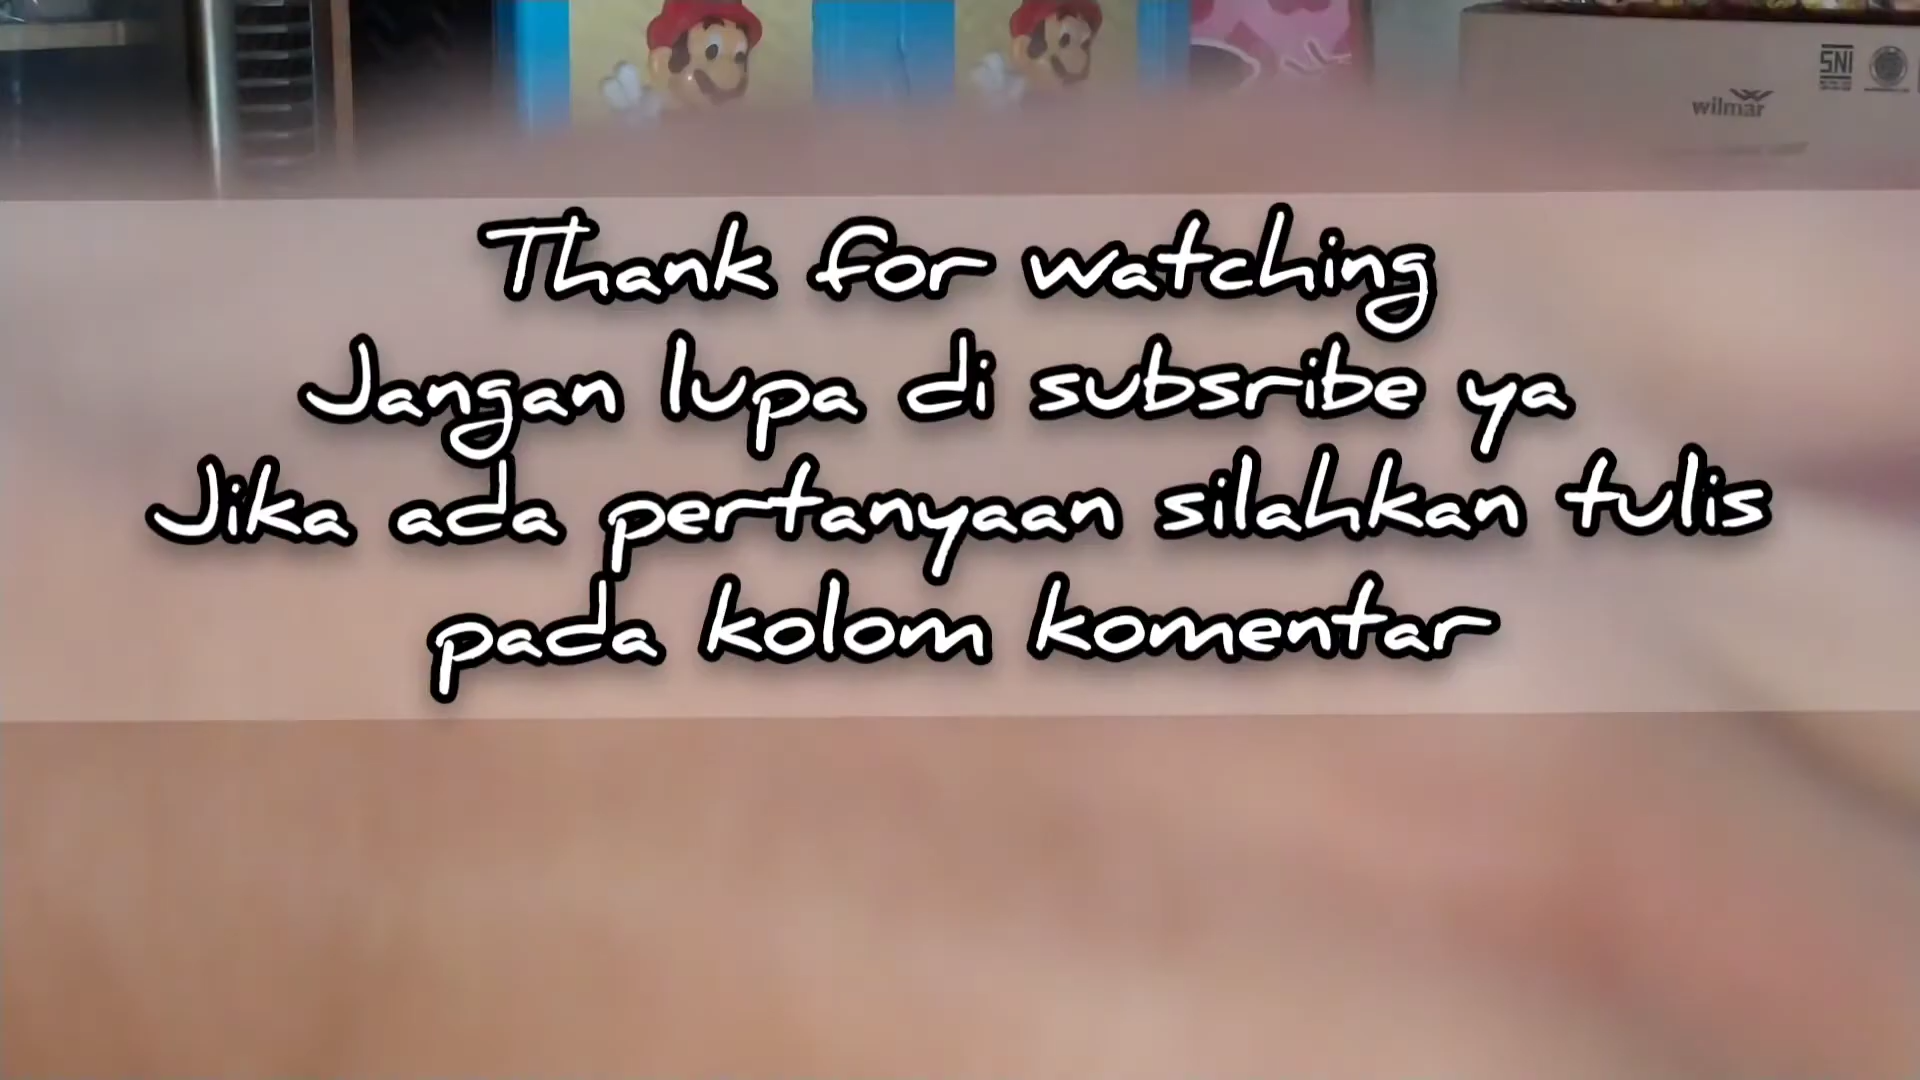 SNI
wilmar
Thank for watching
Jangan lupa di subsribe ya
Jika ada pertanyaan silahkan tulis
pada kolom komentar